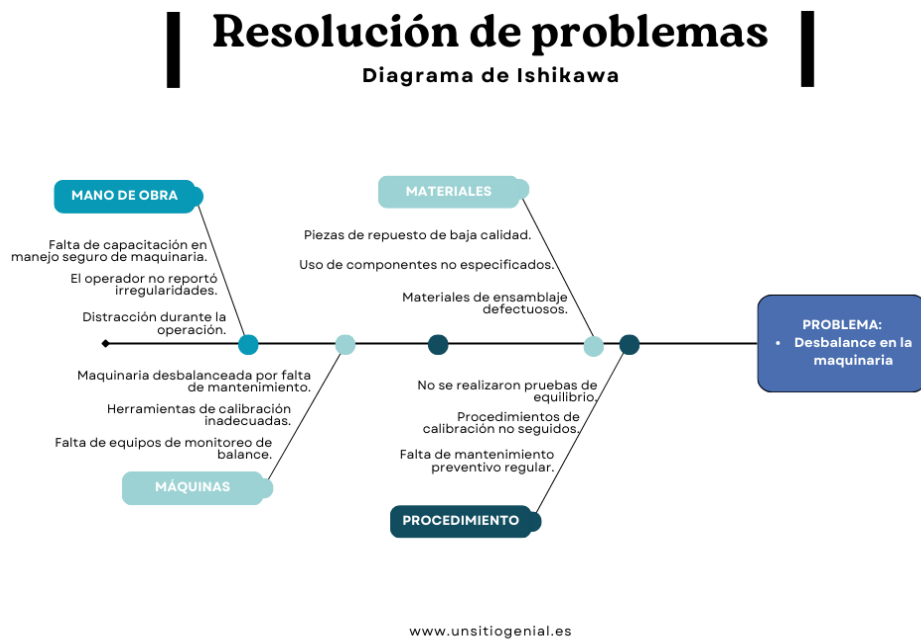 Resolución de problemas
Diagrama de Ishikawa
MANO DE OBRA
Falta de capacitación en
manejo seguro de maquinaria.
El operador no reportó
irregularidades.
Distracción durante la
operación.
MATERIALES
Piezas de repuesto de baja calidad.
Uso de componentes no especificados.
Materiales de ensamblaje
defectuosos.
PROBLEMA:
• Desbalance en la
maquinaria
Maquinaria desbalanceada por falta
de mantenimiento.
Herramientas de calibración
inadecuadas.
Falta de equipos de monitoreo de
balance.
MÁQUINAS
No se realizaron pruebas de
equilibrio.
Procedimientos de
calibración no seguidos.
Falta de mantenimiento
preventivo regular.
PROCEDIMIENTO
www.unsitiogenial.es